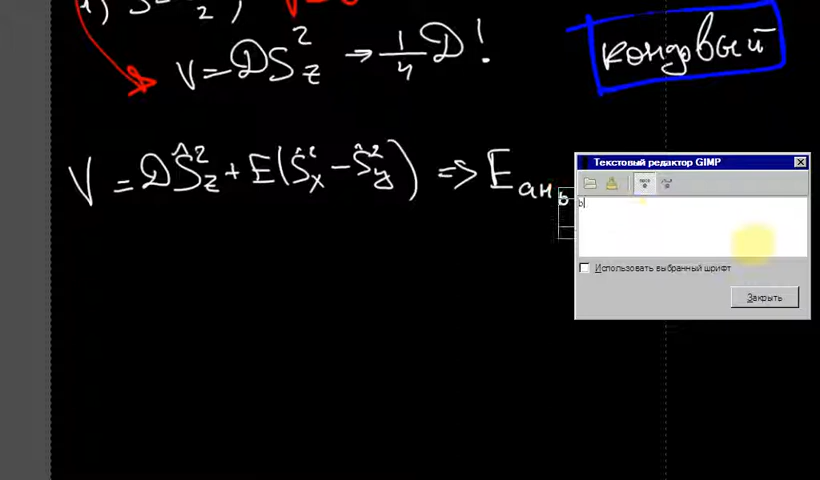 V = DS_z^2 → 1/4 D!
кондовый
V = DŜ_z^2 + E(Ŝ_x^2 − Ŝ_y^2) => E_ан b
Текстовый редактор GIMP
b
Использовать выбранный шрифт
Закрыть